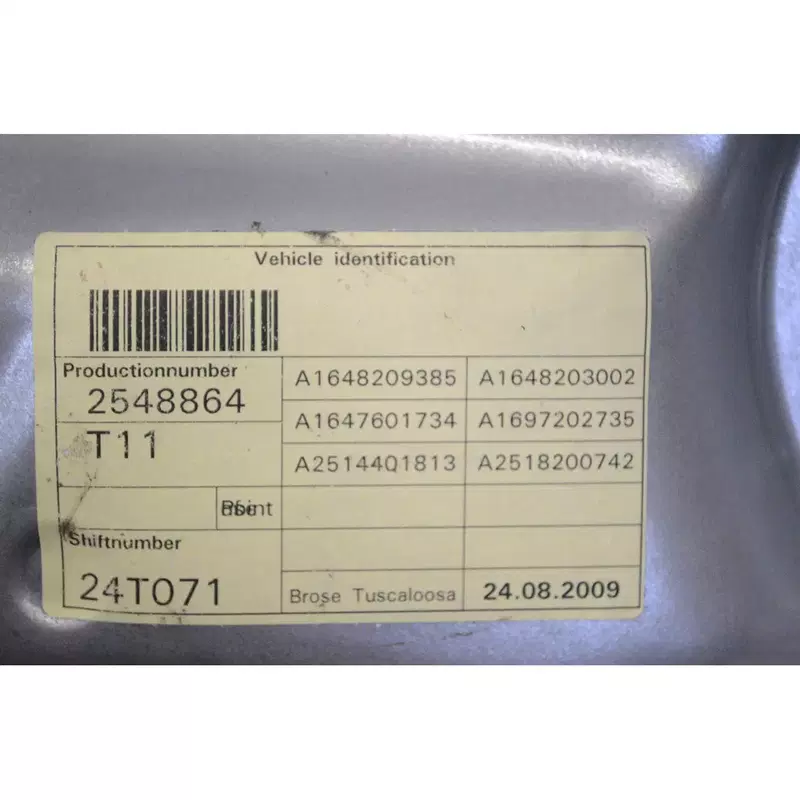 Vehicle identification
Productionnumber
2548864
A1648209385 A1648203002
T11
A1647601734 A1697202735
A2514401813 A2518200742
Shiftnumber
24T071
Brose Tuscaloosa 24.08.2009